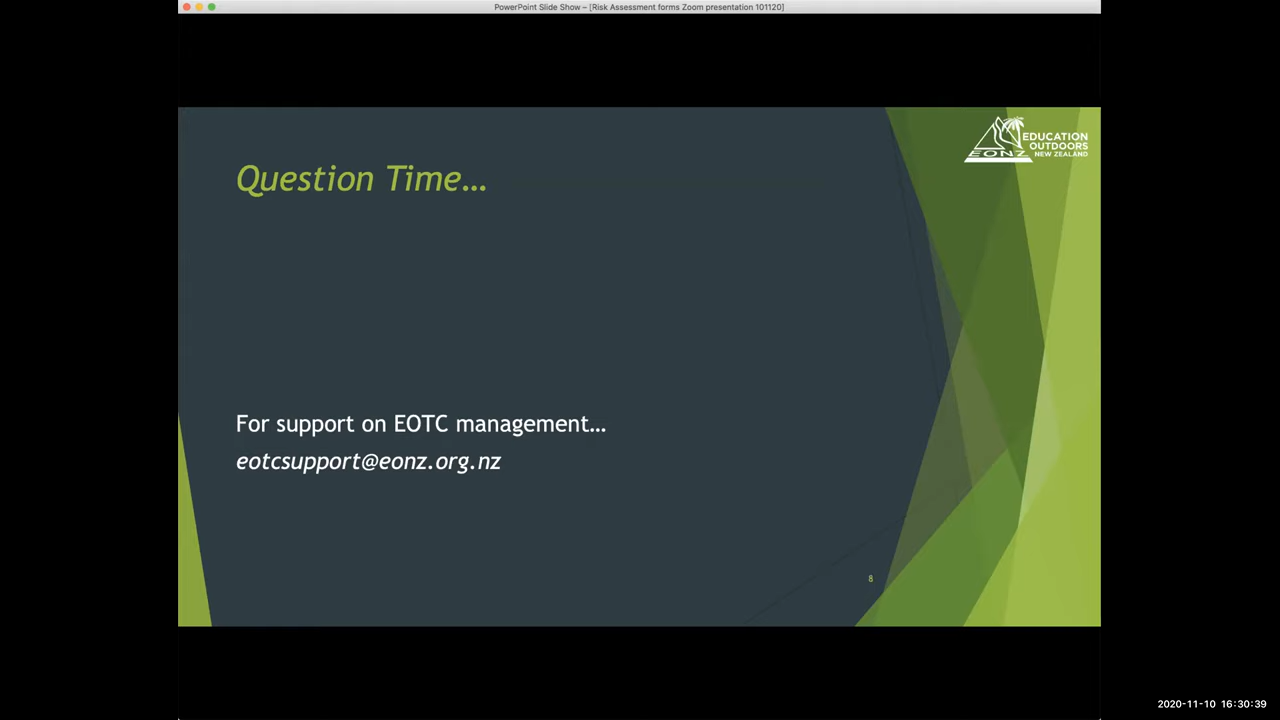 PowerPoint Slide Show – [Risk Assessment forms Zoom presentation 101120]
EONZ
EDUCATION
OUTDOORS
NEW ZEALAND
Question Time…
For support on EOTC management…
eotcsupport@eonz.org.nz
8
2020-11-10 16:30:39